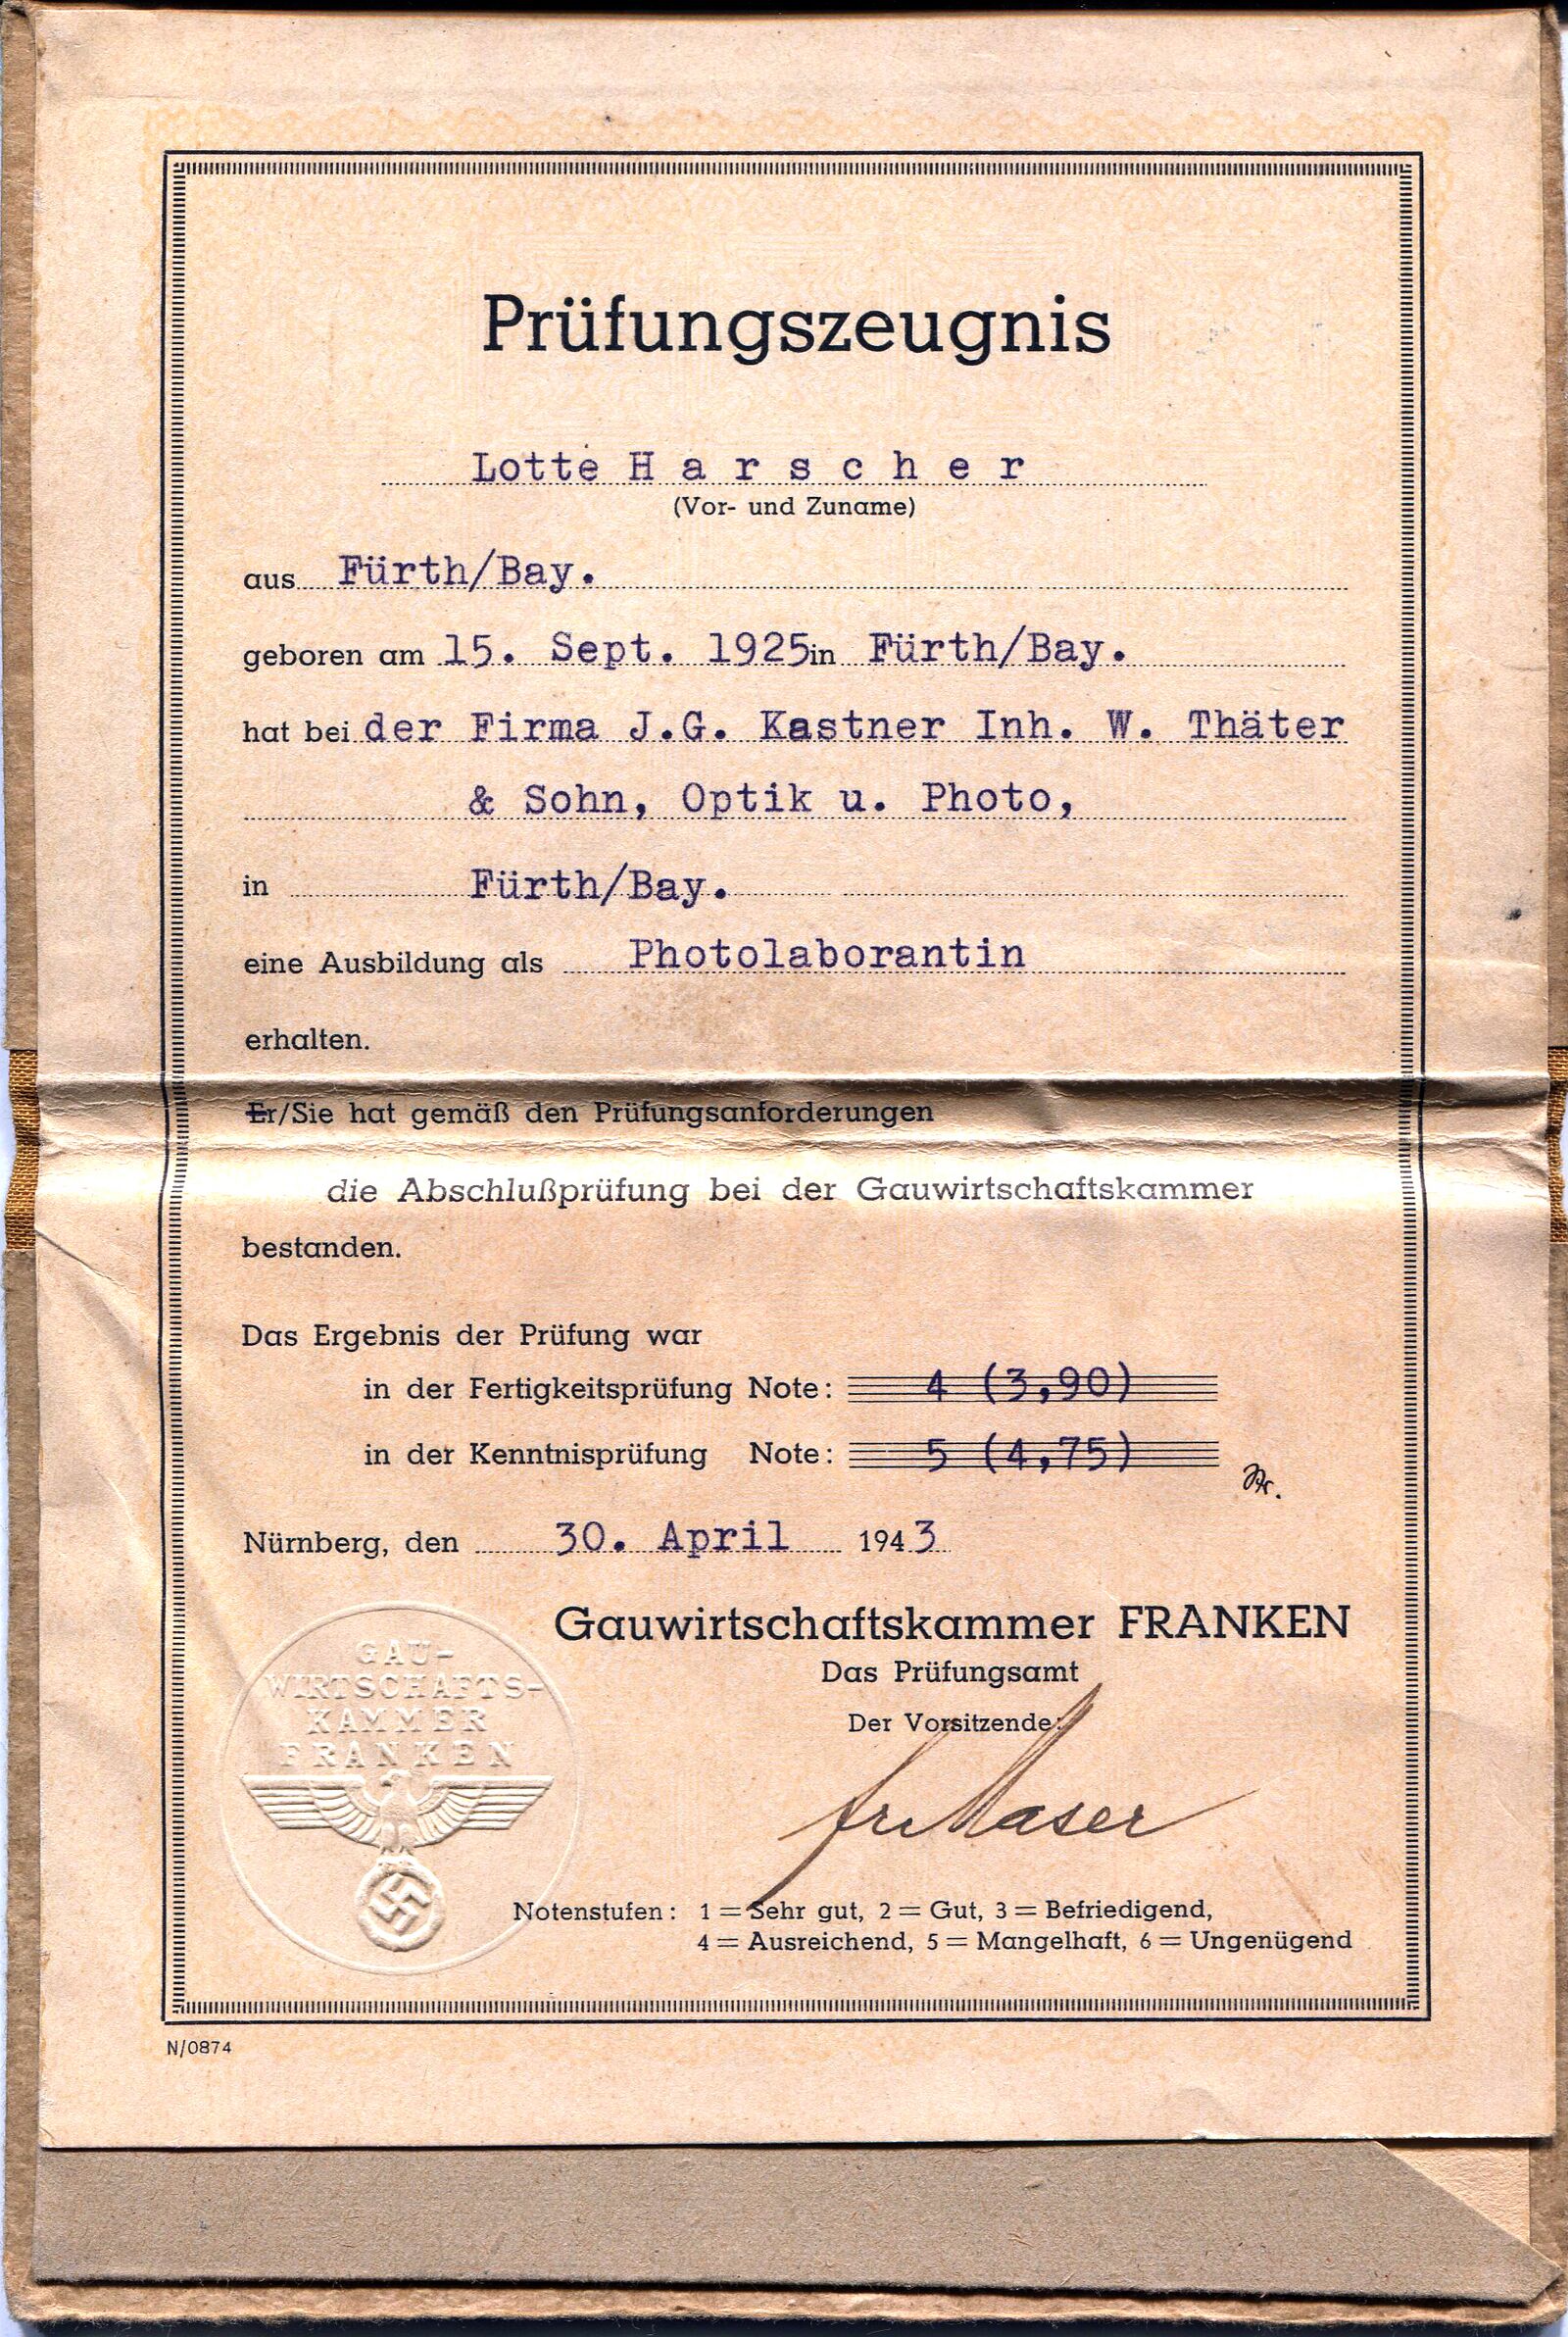 Prüfungszeugnis
Lotte H a r s c h e r
(Vor- und Zuname)
aus Fürth/Bay.
geboren am 15. Sept. 1925 in Fürth/Bay.
hat bei der Firma J.G. Kastner Inh. W. Thäter
& Sohn, Optik u. Photo,
in Fürth/Bay.
eine Ausbildung als Photolaborantin
erhalten.
Er/Sie hat gemäß den Prüfungsanforderungen
die Abschlußprüfung bei der Gauwirtschaftskammer
bestanden.
Das Ergebnis der Prüfung war
in der Fertigkeitsprüfung Note: 4 (3,90)
in der Kenntnisprüfung Note: 5 (4,75)
Nürnberg, den 30. April 1943
Gauwirtschaftskammer FRANKEN
Das Prüfungsamt
Der Vorsitzende:
GAU-
WIRTSCHAFTS-
KAMMER
FRANKEN
Notenstufen: 1 = Sehr gut, 2 = Gut, 3 = Befriedigend,
4 = Ausreichend, 5 = Mangelhaft, 6 = Ungenügend
N/0874